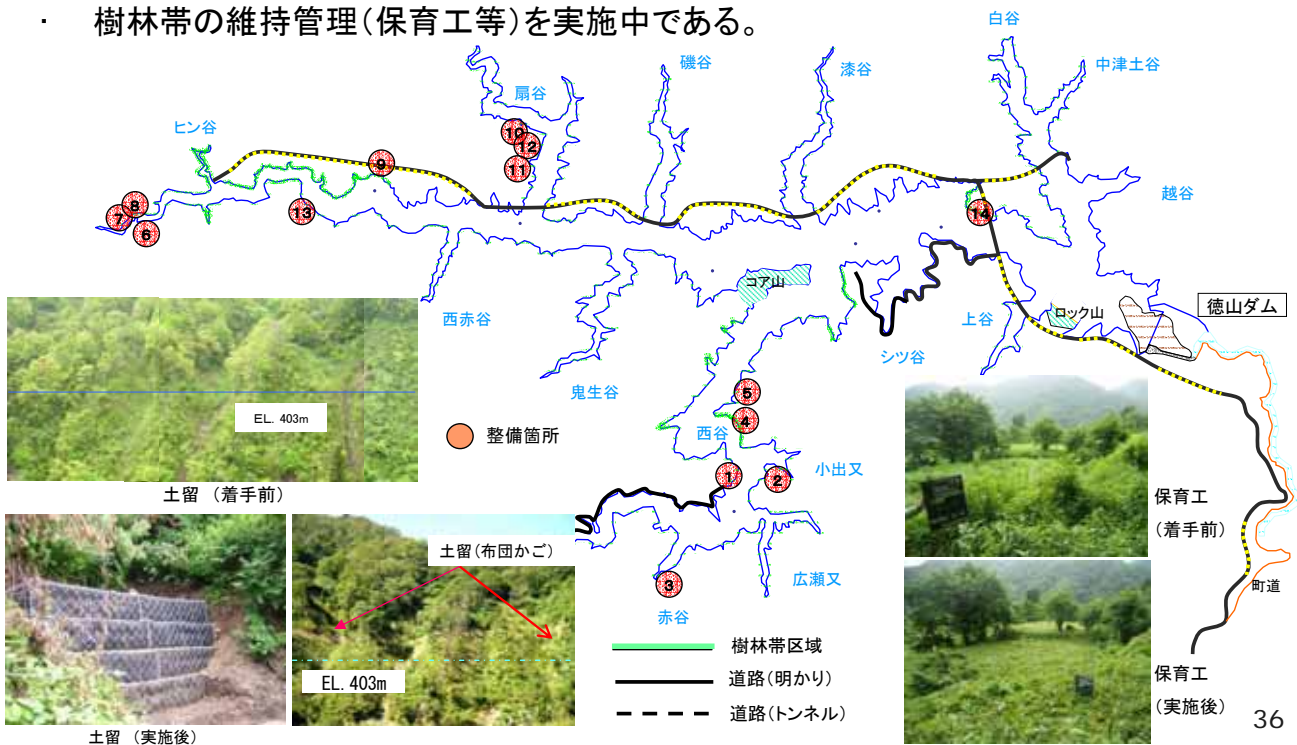 ・ 樹林帯の維持管理(保育工等)を実施中である。
白谷
中津土谷
磯谷
漆谷
扇谷
ヒン谷
越谷
10
12
11
9
8
7
6
13
14
コア山
ロック山
徳山ダム
西赤谷
上谷
シツ谷
鬼生谷
5
4
西谷
1
2
小出又
3
赤谷
広瀬又
町道
整備箇所
EL. 403m
土留 (着手前)
土留 (実施後)
土留(布団かご)
EL. 403m
樹林帯区域
道路(明かり)
道路(トンネル)
保育工
(着手前)
保育工
(実施後)
36